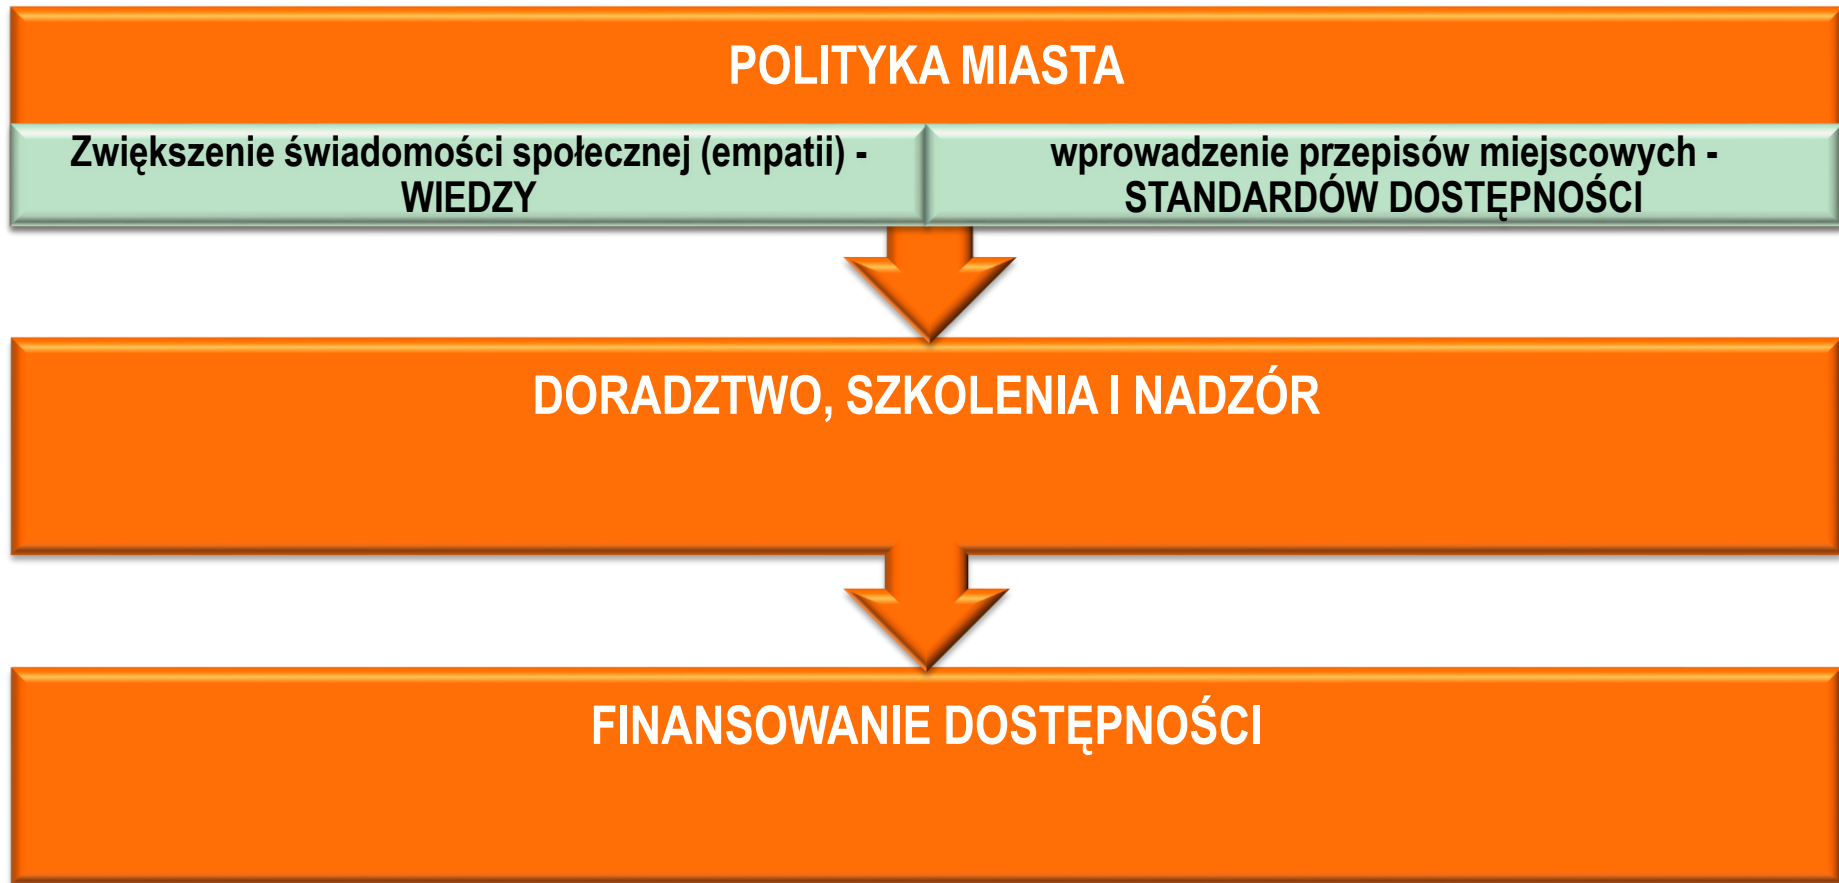 POLITYKA MIASTA
Zwiększenie świadomości społecznej (empatii) -
WIEDZY
wprowadzenie przepisów miejscowych -
STANDARDÓW DOSTĘPNOŚCI
DORADZTWO, SZKOLENIA I NADZÓR
FINANSOWANIE DOSTĘPNOŚCI